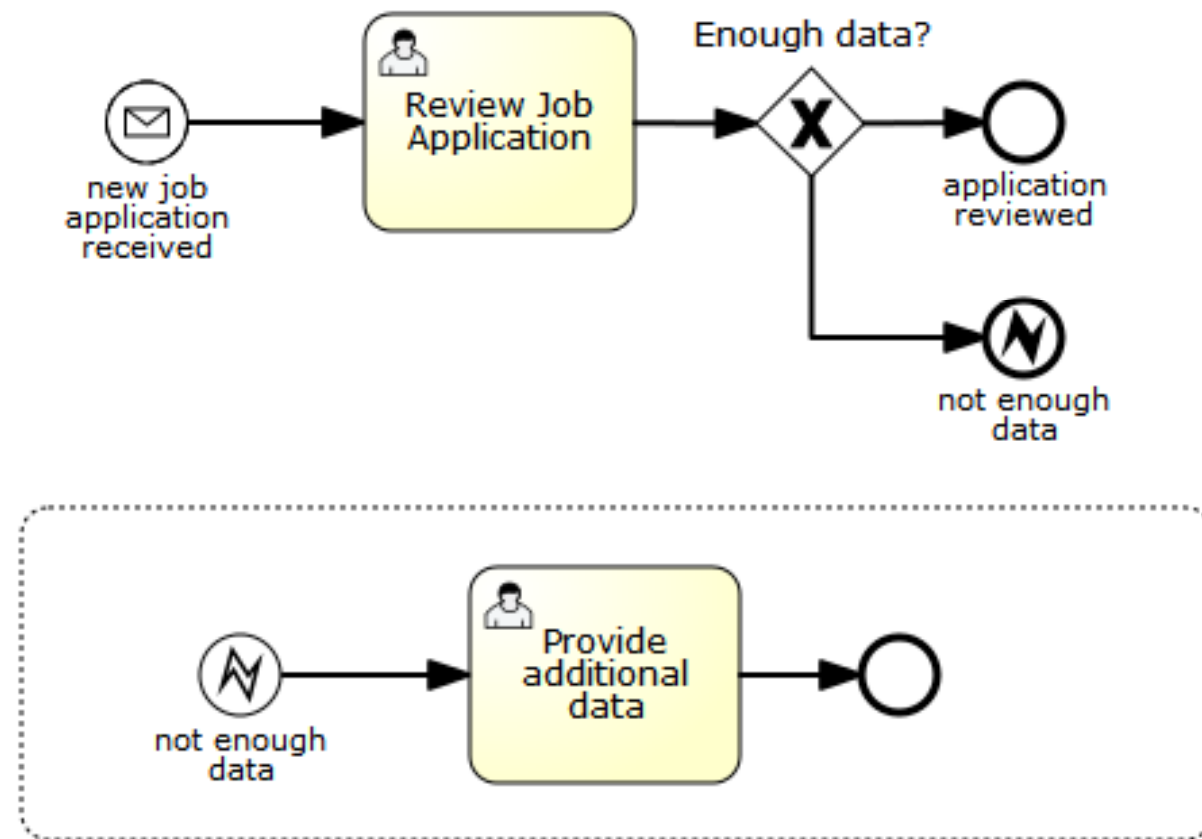 Enough data?
Review Job
Application
new job
application
received
application
reviewed
not enough
data
Provide
additional
data
not enough
data